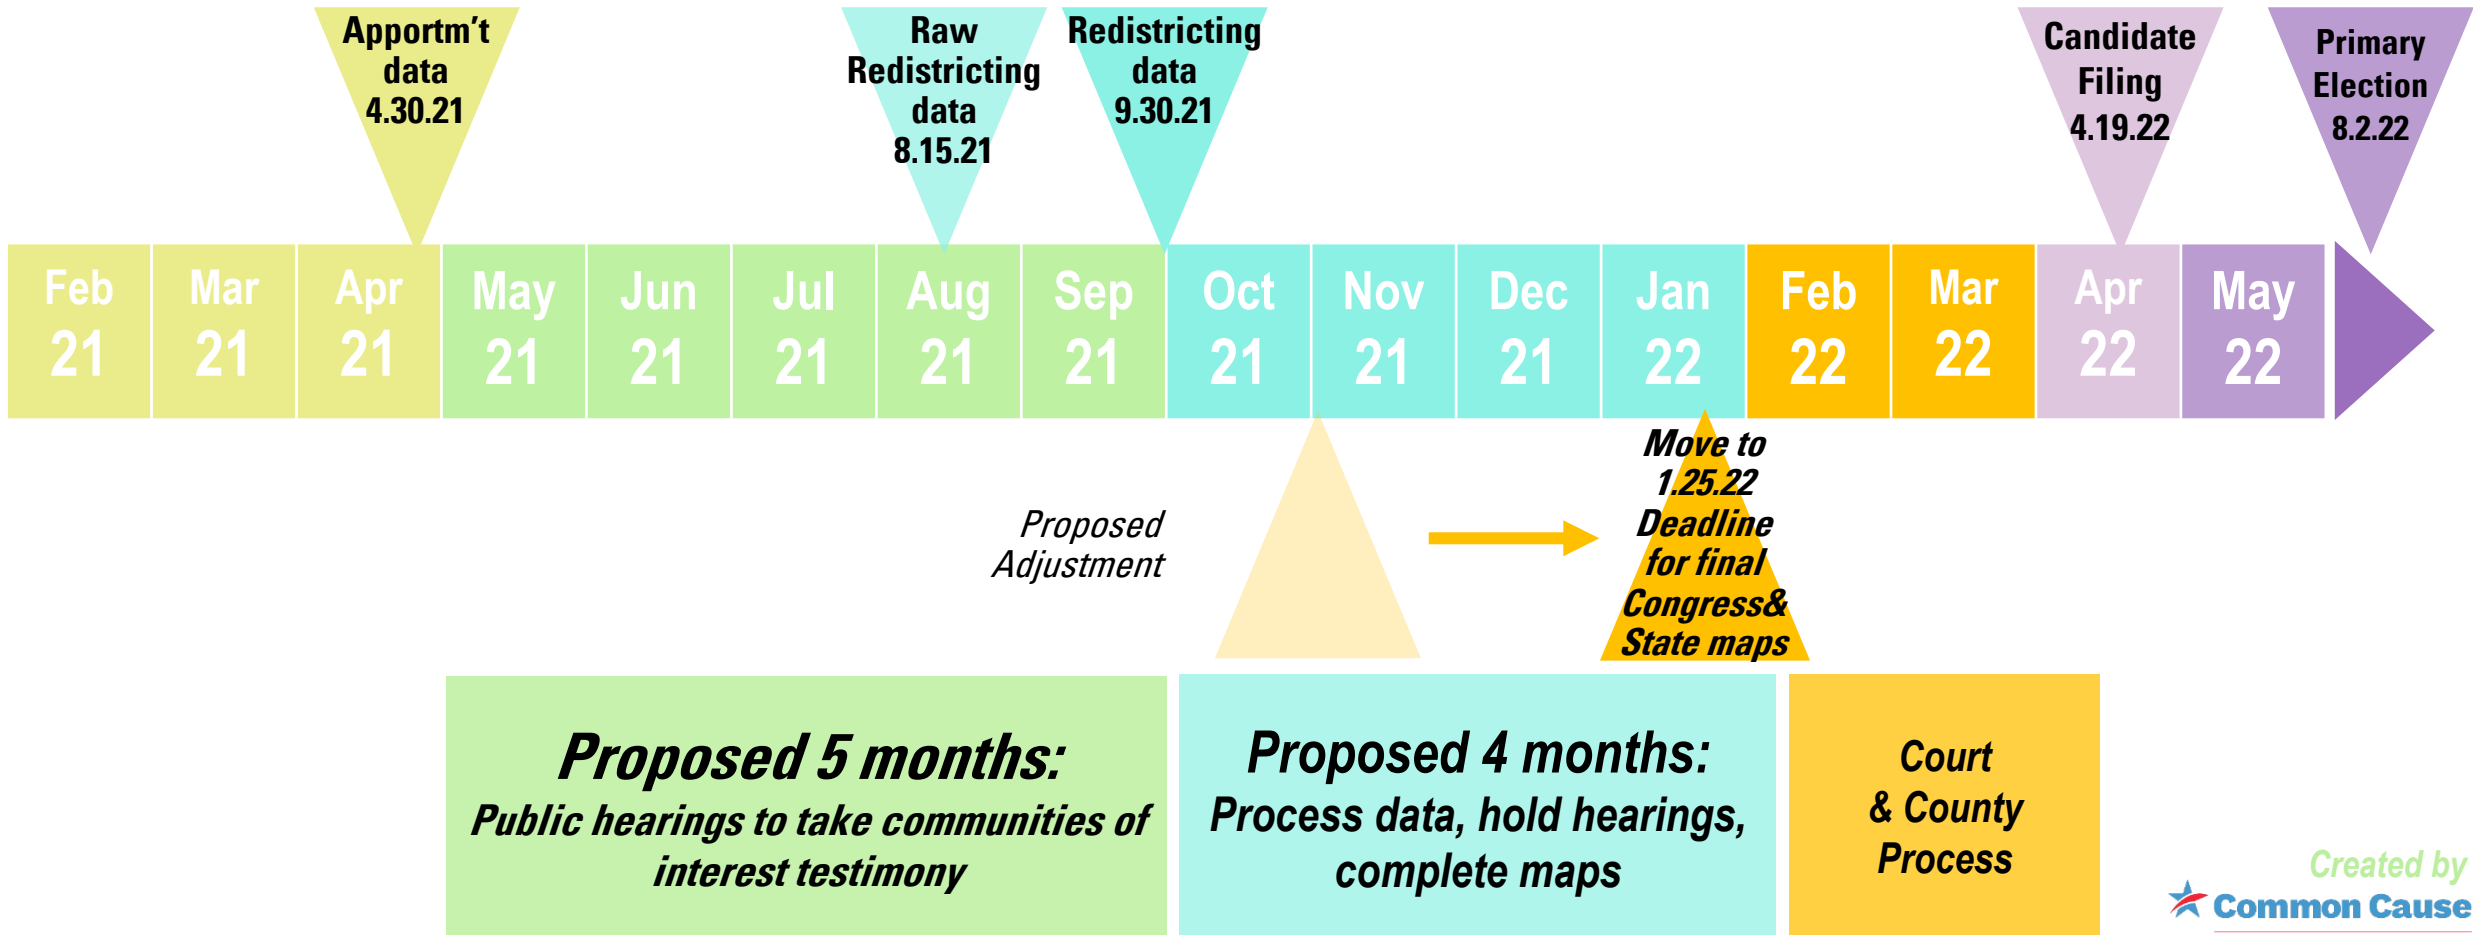 Apportm't
data
4.30.21
Raw
Redistricting
data
8.15.21
Redistricting
data
9.30.21
Candidate
Filing
4.19.22
Primary
Election
8.2.22
Feb
21
Mar
21
Apr
21
May
21
Jun
21
Jul
21
Aug
21
Sep
21
Oct
21
Nov
21
Dec
21
Jan
22
Feb
22
Mar
22
Apr
22
May
22
Proposed
Adjustment
Move to
1.25.22
Deadline
for final
Congress&
State maps
Proposed 5 months:
Public hearings to take communities of
interest testimony
Proposed 4 months:
Process data, hold hearings,
complete maps
Court
& County
Process
Created by
Common Cause